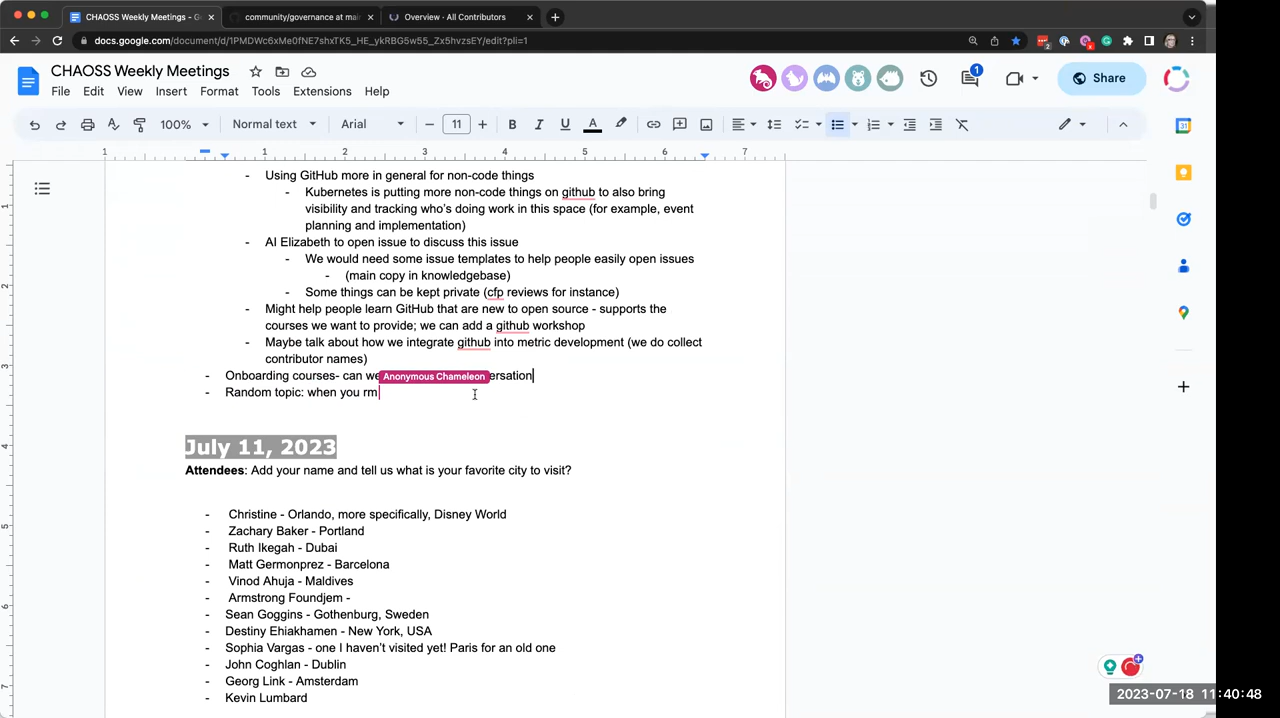 CHAOSS Weekly Meetings - G
community/governance at mai
Overview · All Contributors
docs.google.com/document/d/1PMDWc6xMe0fNE7shxTK5_HE_ykRBG5w55_Zx5hvzsEY/edit?pli=1
CHAOSS Weekly Meetings
File Edit View Insert Format Tools Extensions Help
1
Share
100% Normal text Arial 11 B I U A
1 1 2 3 4 5 6 7
- Using GitHub more in general for non-code things
- Kubernetes is putting more non-code things on github to also bring
visibility and tracking who's doing work in this space (for example, event
planning and implementation)
- AI Elizabeth to open issue to discuss this issue
- We would need some issue templates to help people easily open issues
- (main copy in knowledgebase)
- Some things can be kept private (cfp reviews for instance)
- Might help people learn GitHub that are new to open source - supports the
courses we want to provide; we can add a github workshop
- Maybe talk about how we integrate github into metric development (we do collect
contributor names)
- Onboarding courses- can we Anonymous Chameleon ersation
- Random topic: when you rm
July 11, 2023
Attendees: Add your name and tell us what is your favorite city to visit?
- Christine - Orlando, more specifically, Disney World
- Zachary Baker - Portland
- Ruth Ikegah - Dubai
- Matt Germonprez - Barcelona
- Vinod Ahuja - Maldives
- Armstrong Foundjem -
- Sean Goggins - Gothenburg, Sweden
- Destiny Ehiakhamen - New York, USA
- Sophia Vargas - one I haven't visited yet! Paris for an old one
- John Coghlan - Dublin
- Georg Link - Amsterdam
- Kevin Lumbard
2023-07-18 11:40:48